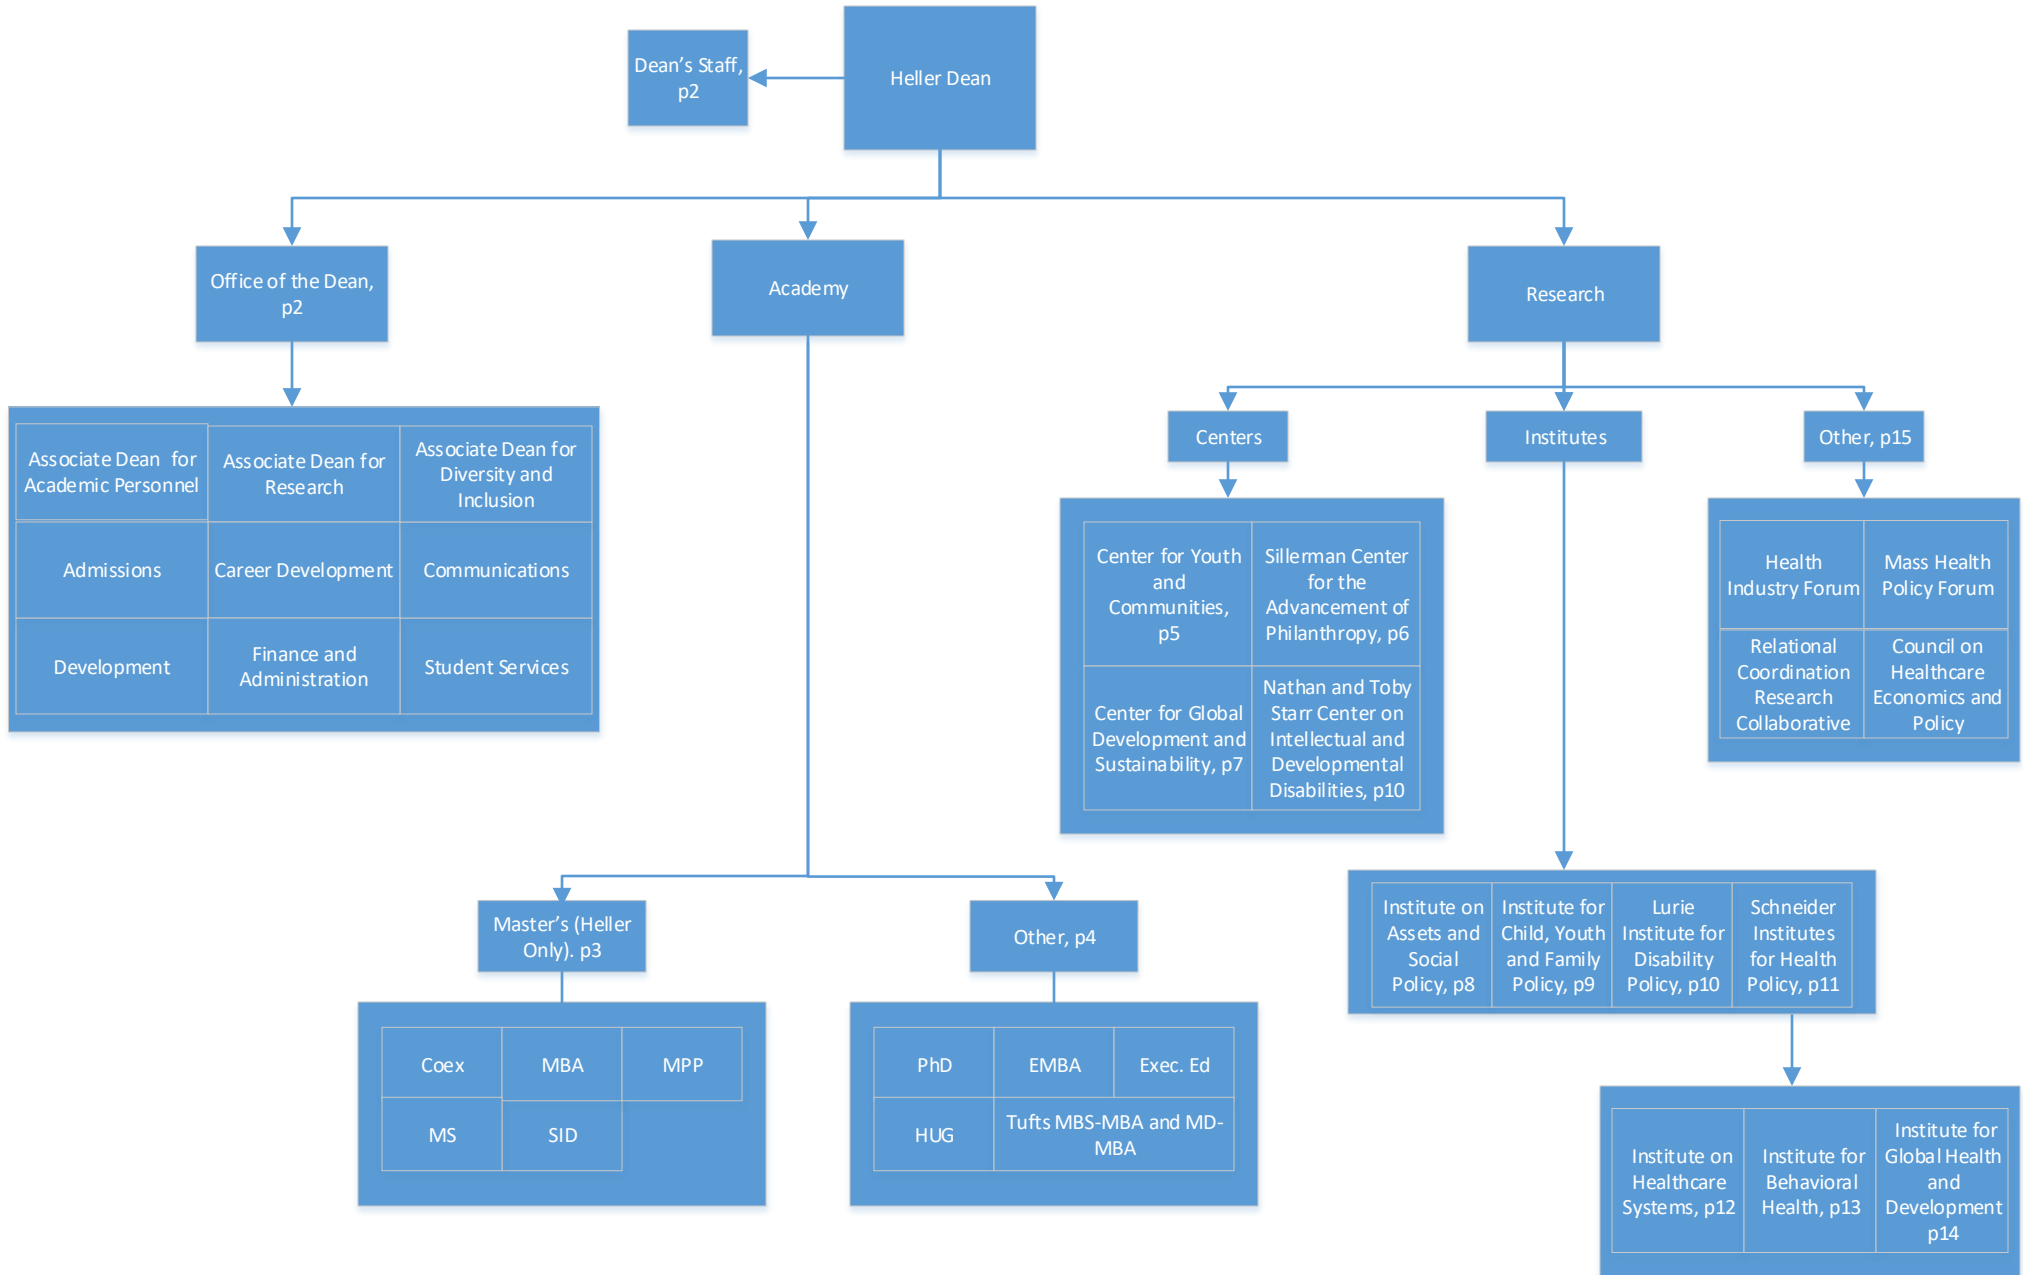 Dean’s Staff,
p2
Heller Dean
Office of the Dean,
p2
Academy
Research
Associate Dean for
Academic Personnel
Associate Dean for
Research
Associate Dean for
Diversity and
Inclusion
Admissions
Career Development
Communications
Development
Finance and
Administration
Student Services
Centers
Institutes
Other, p15
Center for Youth
and
Communities,
p5
Sillerman Center
for the
Advancement of
Philanthropy, p6
Center for Global
Development and
Sustainability, p7
Nathan and Toby
Starr Center on
Intellectual and
Developmental
Disabilities, p10
Health
Industry Forum
Mass Health
Policy Forum
Relational
Coordination
Research
Collaborative
Council on
Healthcare
Economics and
Policy
Master’s (Heller
Only). p3
Other, p4
Institute on
Assets and
Social
Policy, p8
Institute for
Child, Youth
and Family
Policy, p9
Lurie
Institute for
Disability
Policy, p10
Schneider
Institutes
for Health
Policy, p11
Coex
MBA
MPP
MS
SID
PhD
EMBA
Exec. Ed
HUG
Tufts MBS-MBA and MD-
MBA
Institute on
Healthcare
Systems, p12
Institute for
Behavioral
Health, p13
Institute for
Global Health
and
Development
p14